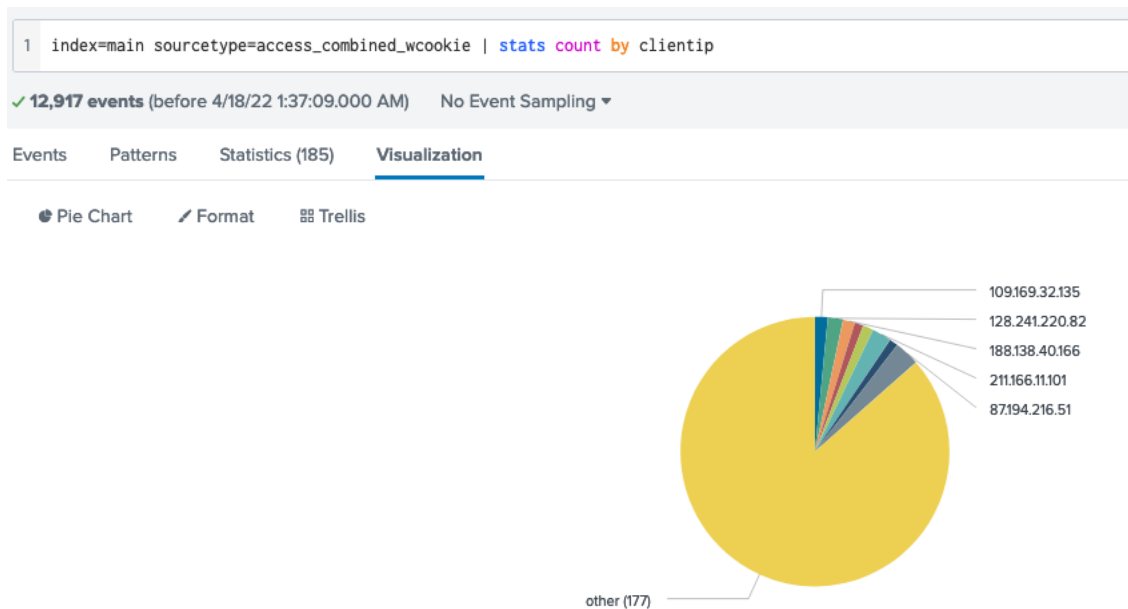 1 index=main sourcetype=access_combined_wcookie | stats count by clientip
12,917 events (before 4/18/22 1:37:09.000 AM) No Event Sampling
Events Patterns Statistics (185) Visualization
Pie Chart Format Trellis
109.169.32.135
128.241.220.82
188.138.40.166
211.166.11.101
87.194.216.51
other (177)